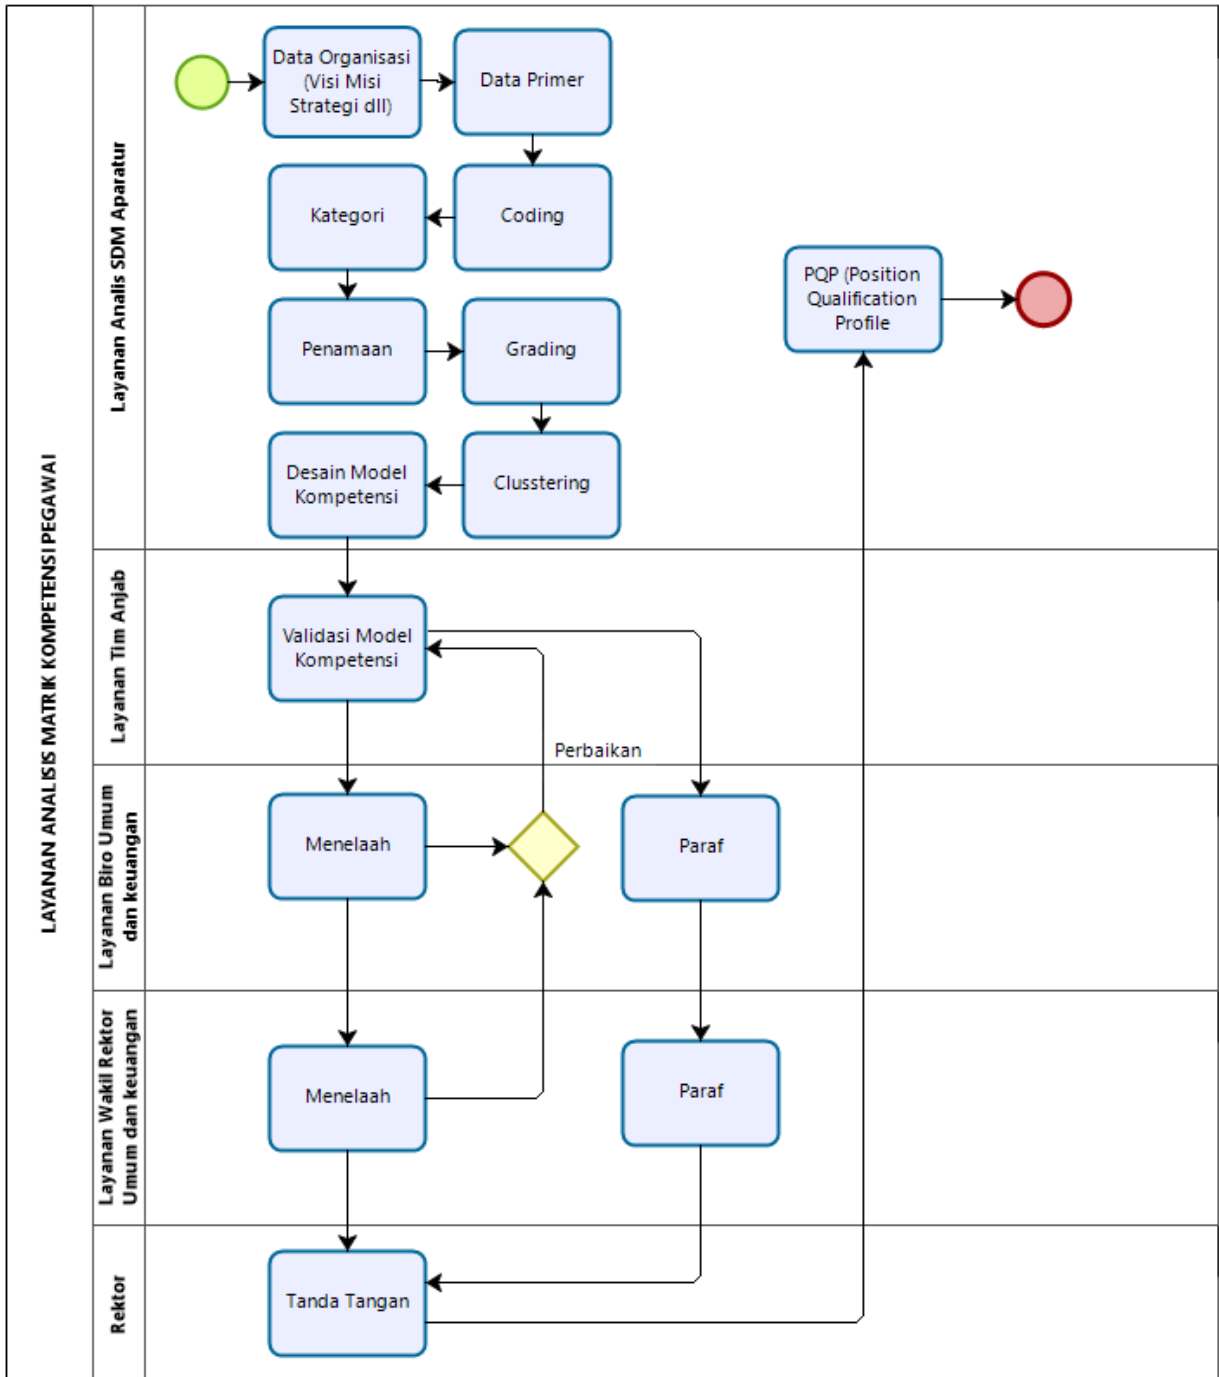 LAYANAN ANALISIS MATRIK KOMPETENSI PEGAWAI
Layanan Analis SDM Aparatur
Data Organisasi
(Visi Misi
Strategi dll)
Data Primer
Kategori
Coding
PQP (Position
Qualification
Profile
Penamaan
Grading
Desain Model
Kompetensi
Clusstering
Layanan Tim Anjab
Validasi Model
Kompetensi
Perbaikan
Layanan Biro Umum
dan keuangan
Menelaah
Paraf
Layanan Wakil Rektor
Umum dan keuangan
Menelaah
Paraf
Rektor
Tanda Tangan